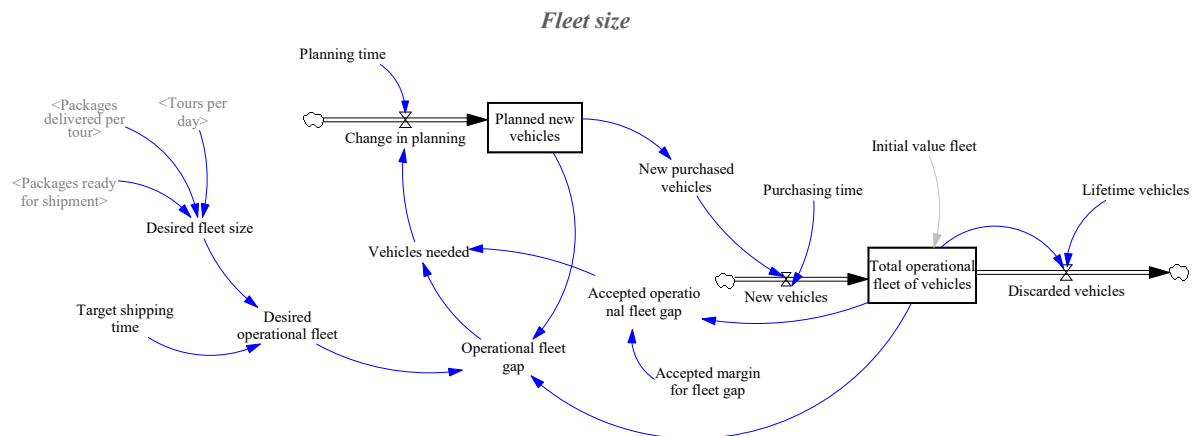 Fleet size
Planning time
<Packages
delivered per
tour>
<Tours per
day>
Planned new
vehicles
Change in planning
Initial value fleet
New purchased
vehicles
<Packages ready
for shipment>
Purchasing time
Lifetime vehicles
Desired fleet size
Vehicles needed
Total operational
fleet of vehicles
New vehicles
Discarded vehicles
Accepted operatio
nal fleet gap
Target shipping
time
Desired
operational fleet
Operational fleet
gap
Accepted margin
for fleet gap